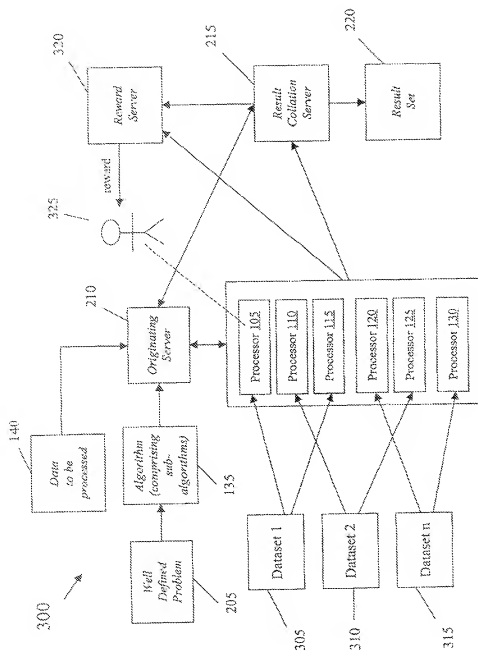 300
140
Data
to be
processed
210
Originating
Server
325
reward
320
Reward
Server
Well
Defined
Problem
205
Algorithm
(comprising
sub-
algorithms)
135
215
Result
Collation
Server
220
Result
Set
Processor 105
Processor 110
Processor 115
Processor 120
Processor 125
Processor 130
Dataset 1
305
Dataset 2
310
Dataset n
315